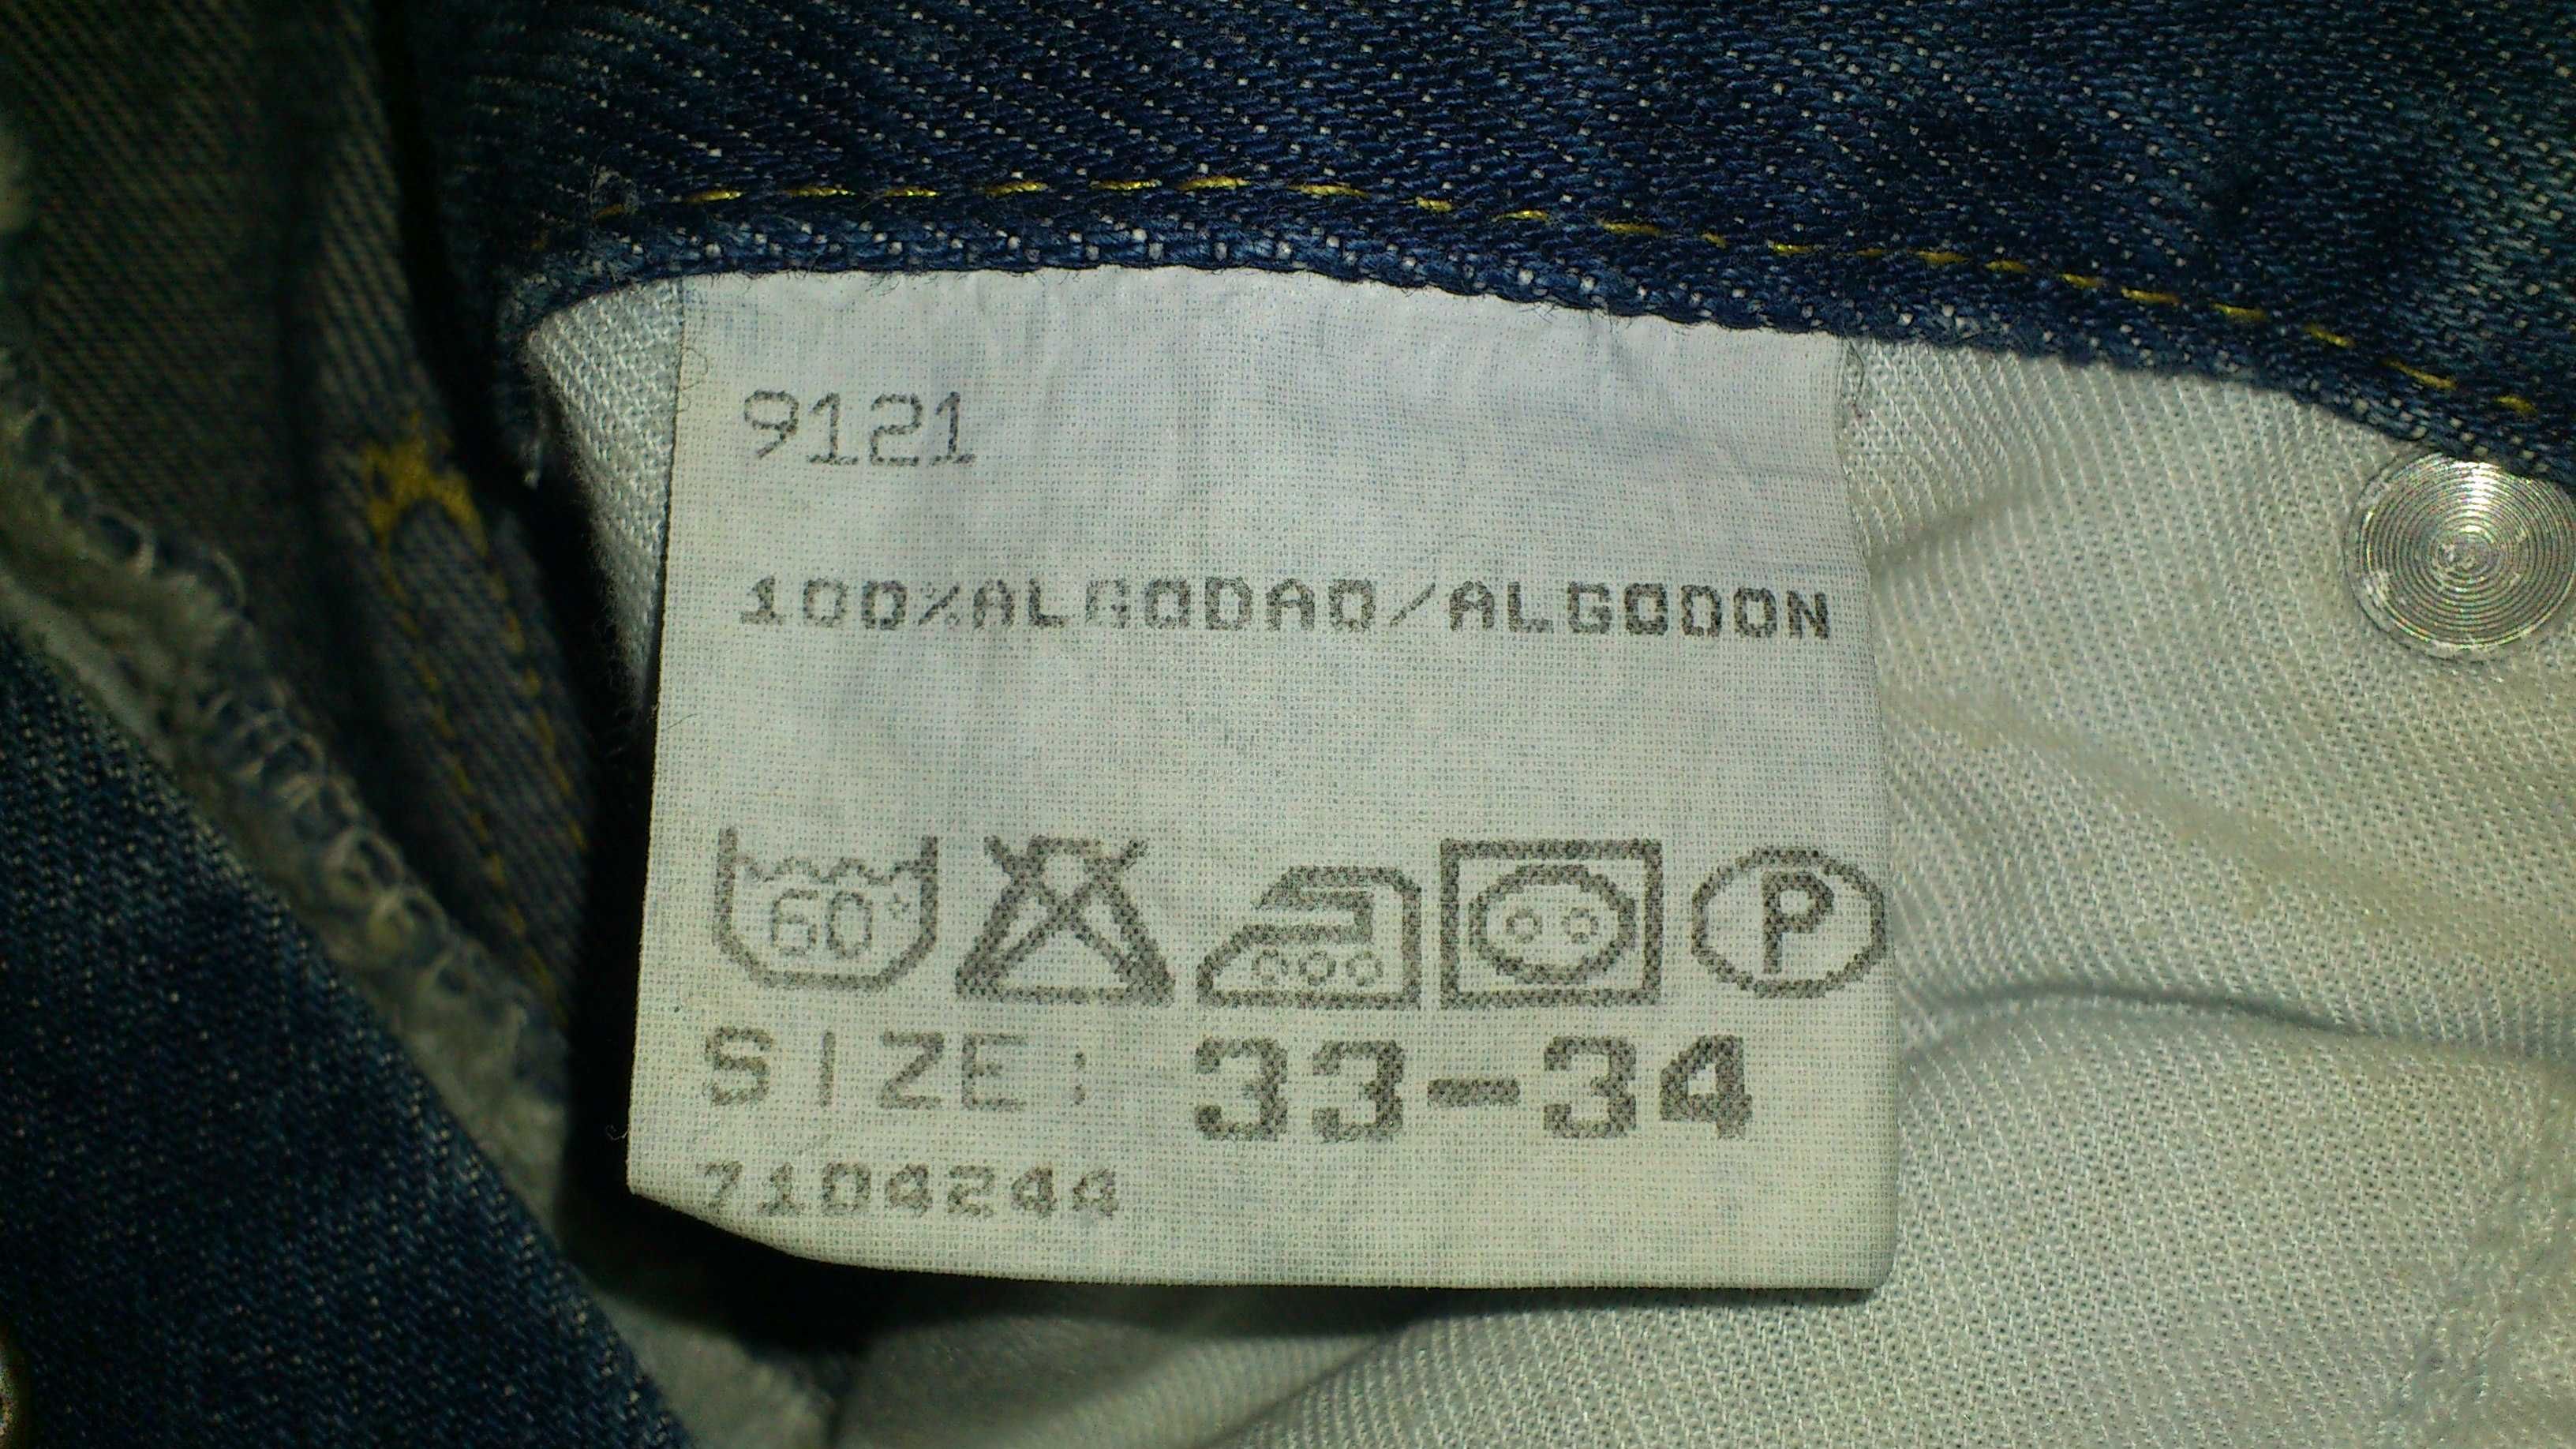 9121
100%ALGODAO/ALGODON
60° P
SIZE: 33-34
7104244